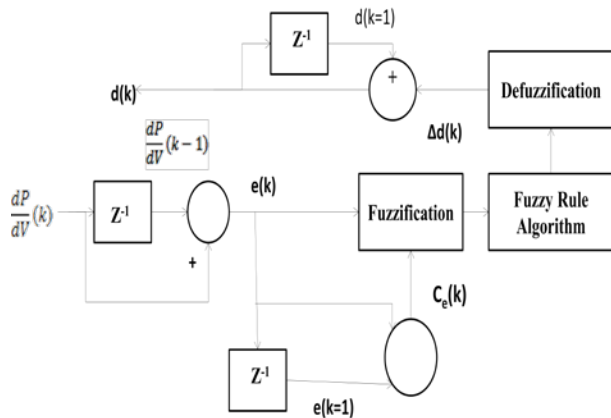 d(k=1)
Z⁻¹
+
d(k)
Δd(k)
Defuzzification
dP/dV (k − 1)
e(k)
dP/dV (k)
Z⁻¹
Fuzzification
Fuzzy Rule
Algorithm
+
Cₑ(k)
Z⁻¹
e(k=1)